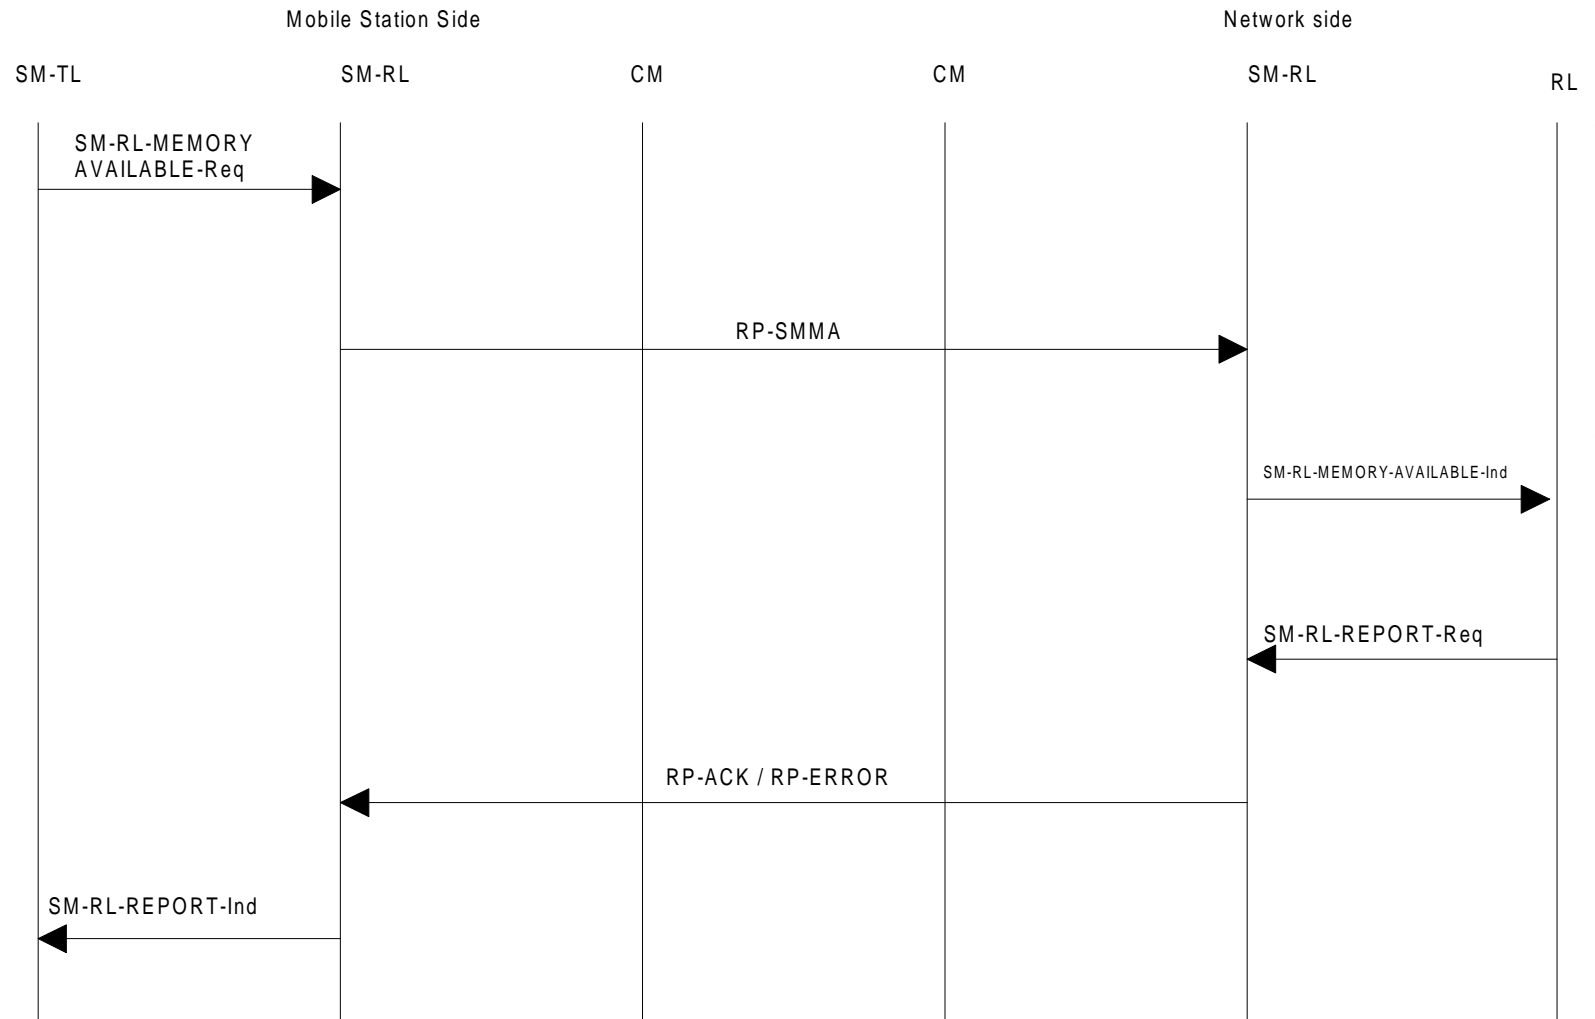 Mobile Station Side
Network side
SM-TL
SM-RL
CM
CM
SM-RL
RL
SM-RL-MEMORY
AVAILABLE-Req
RP-SMMA
SM-RL-MEMORY-AVAILABLE-Ind
SM-RL-REPORT-Req
RP-ACK / RP-ERROR
SM-RL-REPORT-Ind